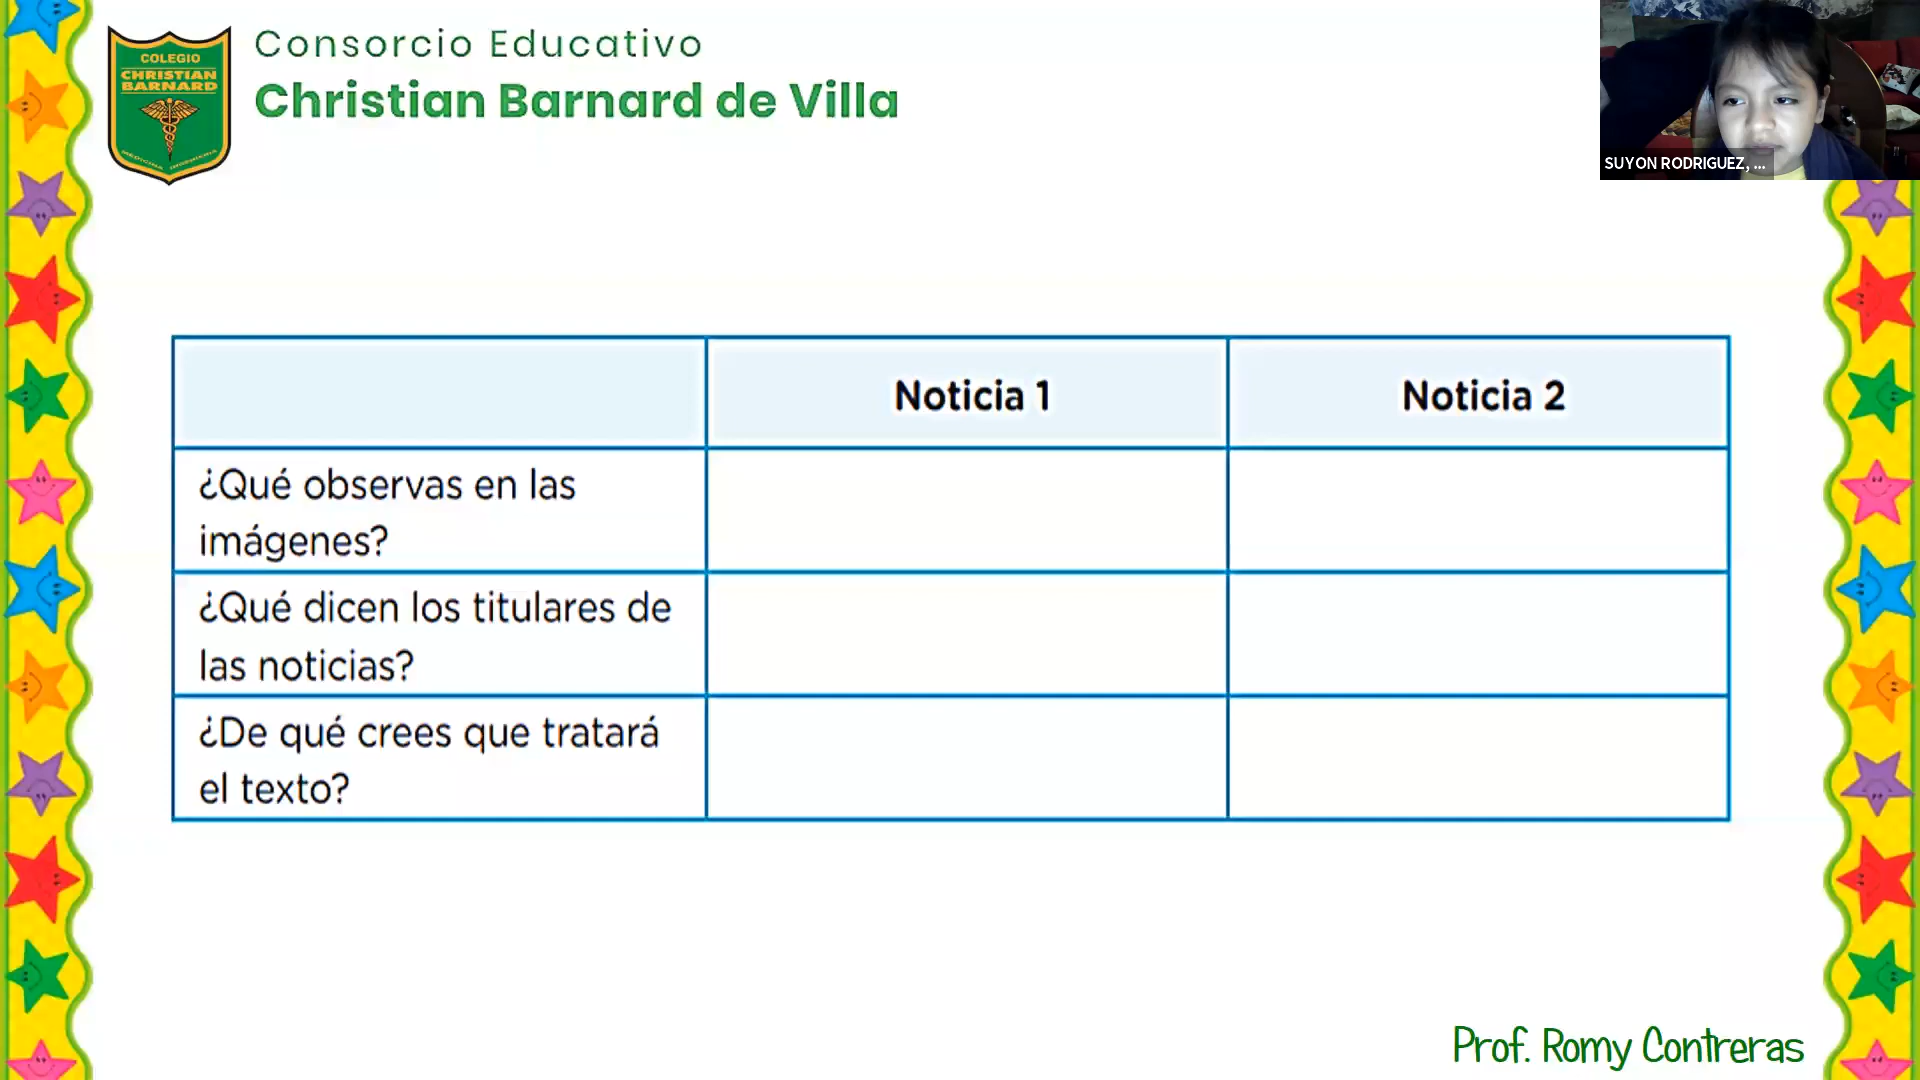 COLEGIO
CHRISTIAN
BARNARD
Consorcio Educativo
Christian Barnard de Villa
SUYON RODRIGUEZ, ...
Noticia 1
Noticia 2
¿Qué observas en las
imágenes?
¿Qué dicen los titulares de
las noticias?
¿De qué crees que tratará
el texto?
Prof. Romy Contreras